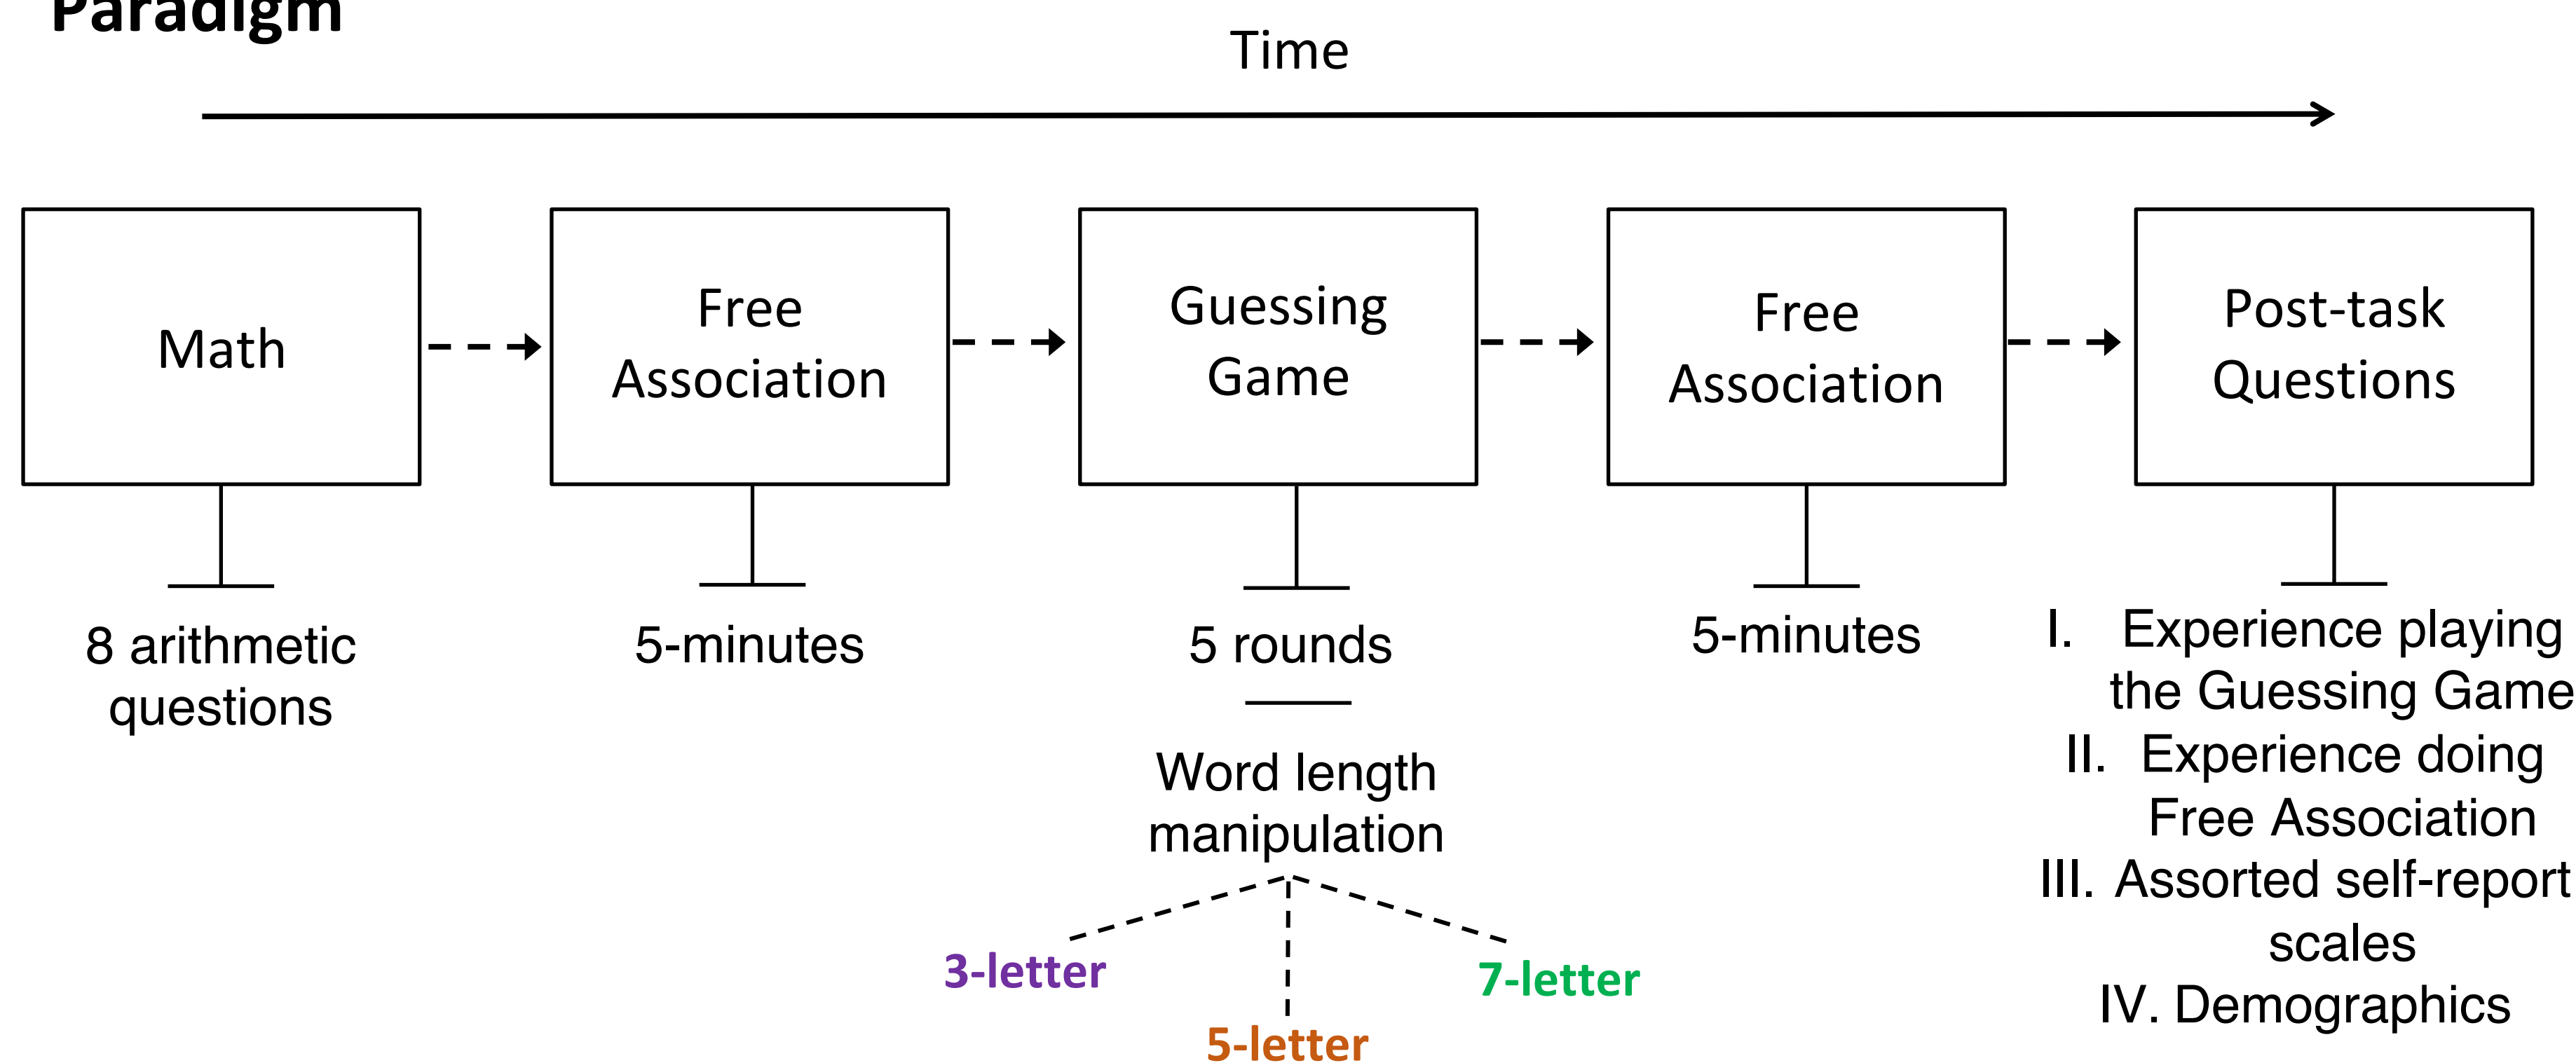 Paradigm
Time
Math
Free
Association
Guessing
Game
Free
Association
Post-task
Questions
8 arithmetic
questions
5-minutes
5 rounds
Word length
manipulation
3-letter
5-letter
7-letter
5-minutes
I. Experience playing
the Guessing Game
II. Experience doing
Free Association
III. Assorted self-report
scales
IV. Demographics